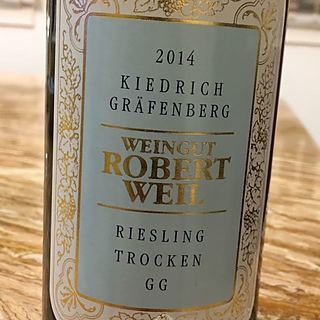 2014
KIEDRICH
GRÄFENBERG
WEINGUT
ROBERT
WEIL
RIESLING
TROCKEN
GG